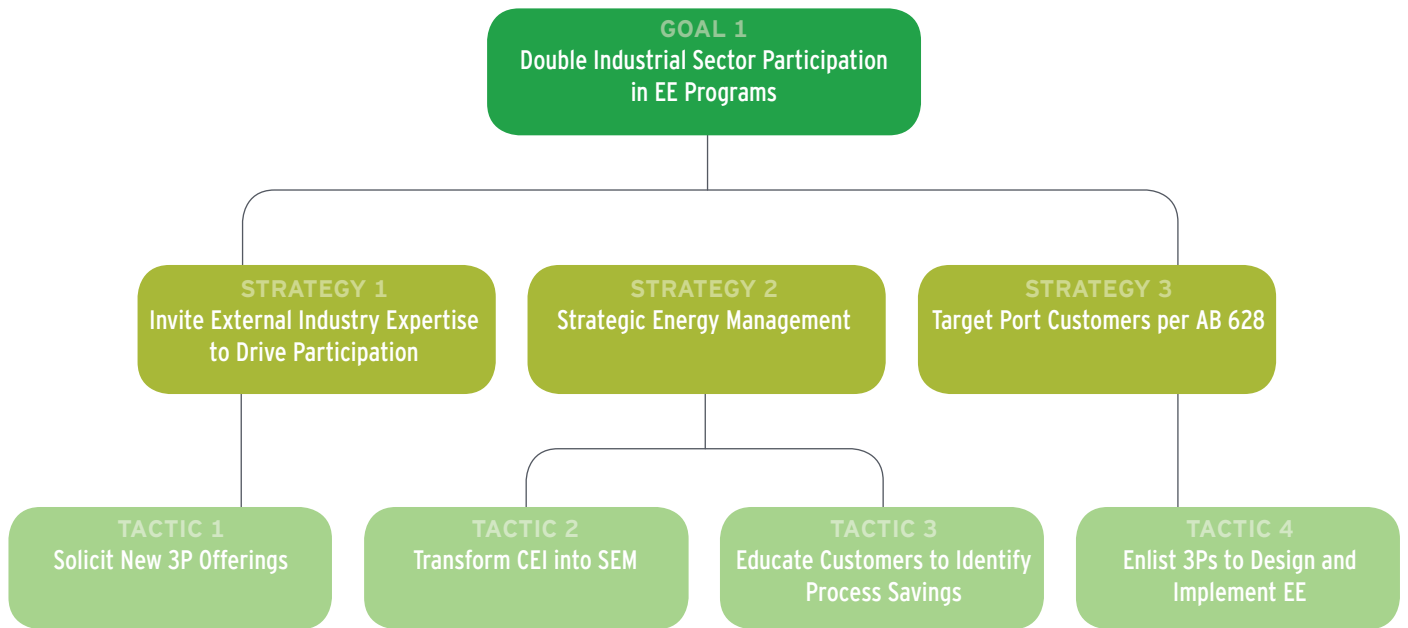 GOAL 1
Double Industrial Sector Participation
in EE Programs
STRATEGY 1
Invite External Industry Expertise
to Drive Participation
STRATEGY 2
Strategic Energy Management
STRATEGY 3
Target Port Customers per AB 628
TACTIC 1
Solicit New 3P Offerings
TACTIC 2
Transform CEI into SEM
TACTIC 3
Educate Customers to Identify
Process Savings
TACTIC 4
Enlist 3Ps to Design and
Implement EE